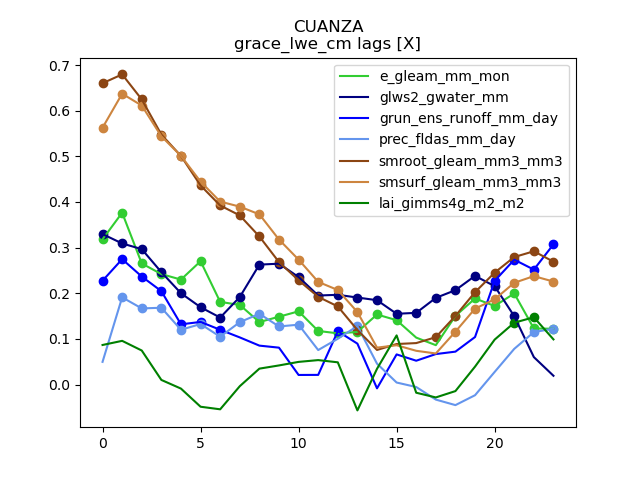 CUANZA
grace_lwe_cm lags [X]
0.7
0.6
0.5
0.4
0.3
0.2
0.1
0.0
0
5
10
15
20
e_gleam_mm_mon
glws2_gwater_mm
grun_ens_runoff_mm_day
prec_fldas_mm_day
smroot_gleam_mm3_mm3
smsurf_gleam_mm3_mm3
lai_gimms4g_m2_m2